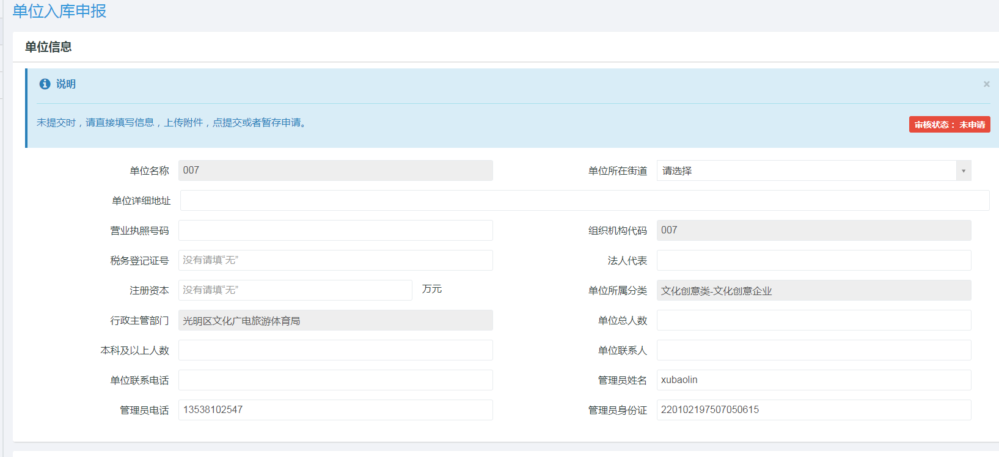 单位入库申报
单位信息
说明
×
未提交时，请直接填写信息，上传附件，点提交或者暂存申请。
审核状态： 未申请
单位名称 007 单位所在街道 请选择
单位详细地址
营业执照号码 组织机构代码 007
税务登记证号 没有请填“无” 法人代表
注册资本 没有请填“无” 万元 单位所属分类 文化创意类-文化创意企业
行政主管部门 光明区文化广电旅游体育局 单位总人数
本科及以上人数 单位联系人
单位联系电话 管理员姓名 xubaolin
管理员电话 13538102547 管理员身份证 220102197507050615